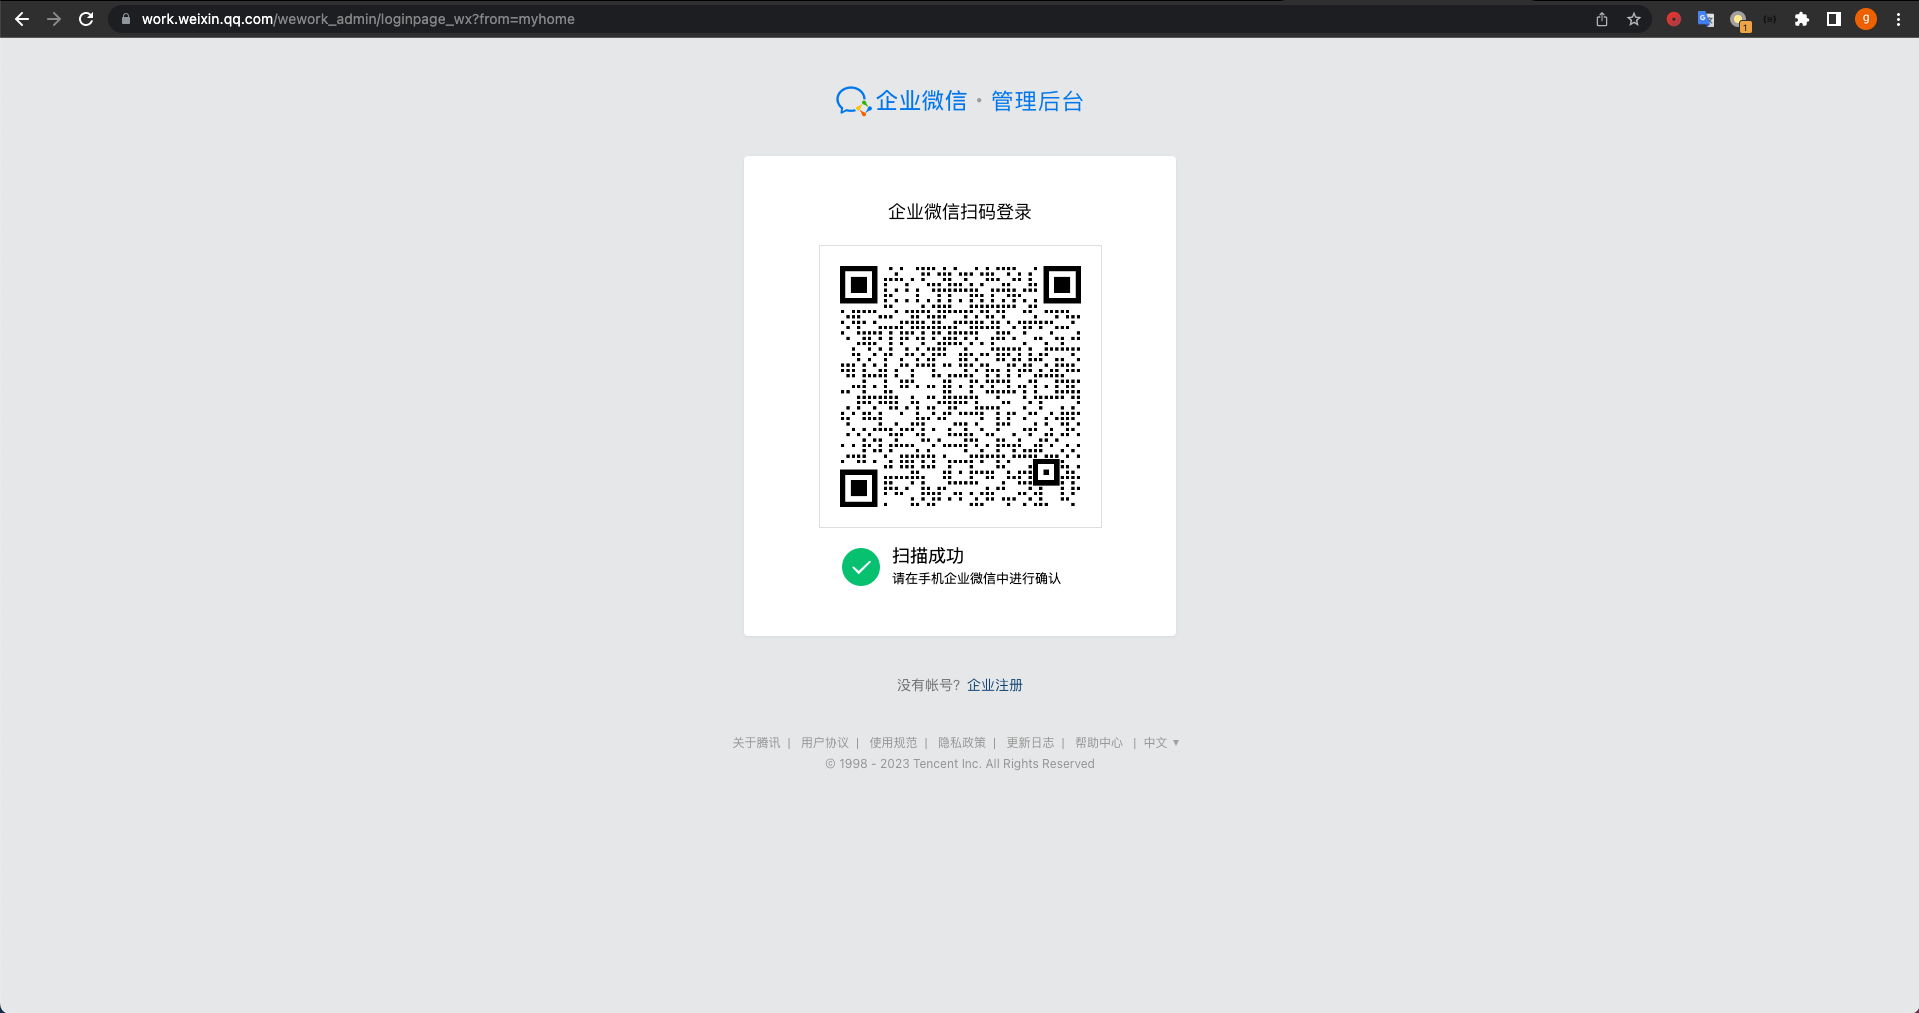 work.weixin.qq.com/wework_admin/loginpage_wx?from=myhome
1
g
企业微信·管理后台
企业微信扫码登录
扫描成功
请在手机企业微信中进行确认
没有帐号? 企业注册
关于腾讯 | 用户协议 | 使用规范 | 隐私政策 | 更新日志 | 帮助中心 | 中文 ▼
© 1998 - 2023 Tencent Inc. All Rights Reserved